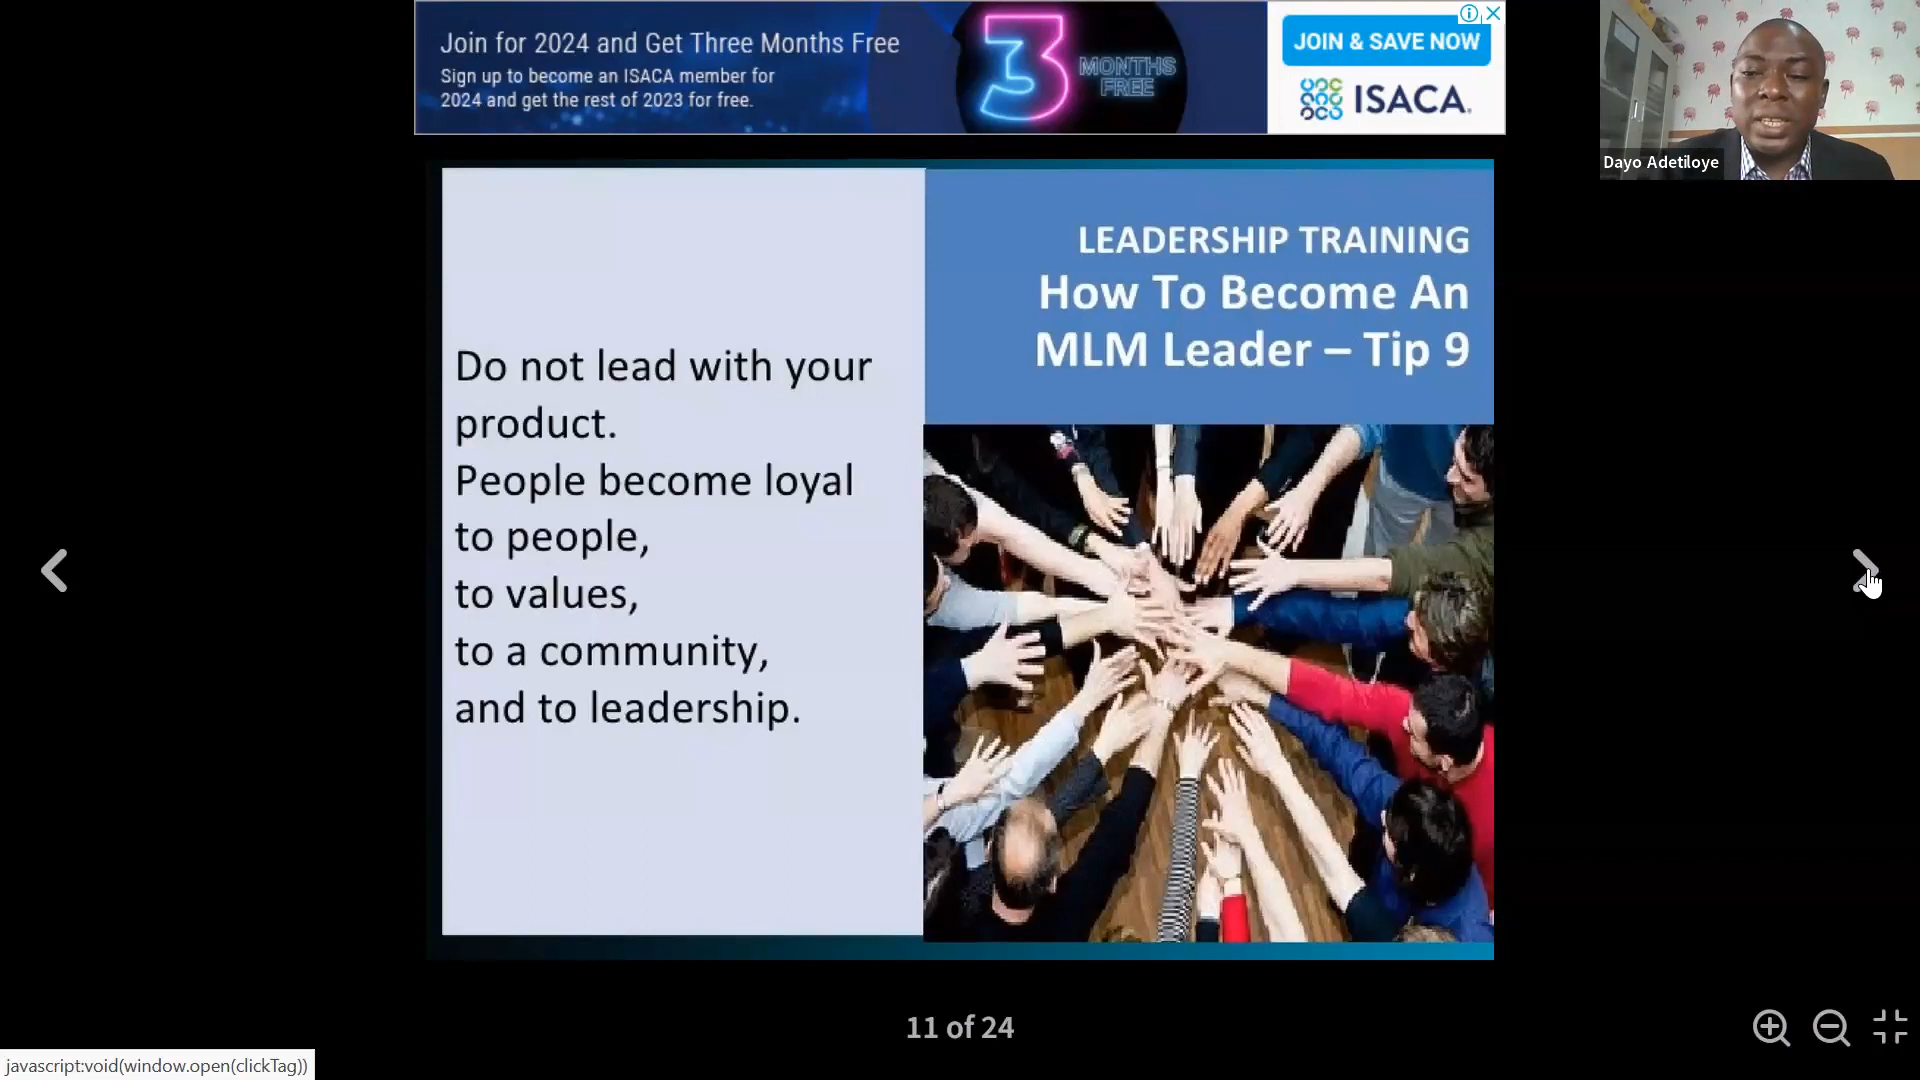 Join for 2024 and Get Three Months Free
Sign up to become an ISACA member for
2024 and get the rest of 2023 for free.
3
MONTHS
FREE
JOIN & SAVE NOW
ISACA.
Dayo Adetiloye
LEADERSHIP TRAINING
How To Become An
MLM Leader – Tip 9
Do not lead with your
product.
People become loyal
to people,
to values,
to a community,
and to leadership.
11 of 24
javascript:void(window.open(clickTag))